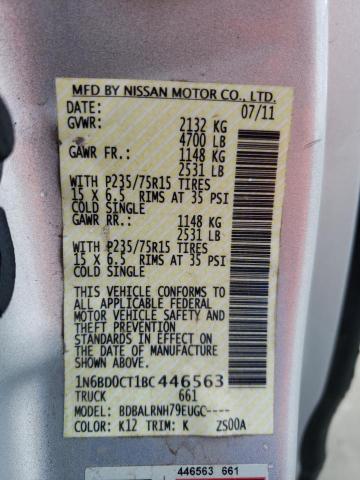 MFD BY NISSAN MOTOR CO., LTD.
DATE: 07/11
GVWR: 2132 KG
4700 LB
GAWR FR.: 1148 KG
2531 LB
WITH P235/75R15 TIRES
15 X 6.5 RIMS AT 35 PSI
COLD SINGLE
GAWR RR.: 1148 KG
2531 LB
WITH P235/75R15 TIRES
15 X 6.5 RIMS AT 35 PSI
COLD SINGLE
THIS VEHICLE CONFORMS TO
ALL APPLICABLE FEDERAL
MOTOR VEHICLE SAFETY AND
THEFT PREVENTION
STANDARDS IN EFFECT ON
THE DATE OF MANUFACTURE
SHOWN ABOVE.
1N6BD0CT1BC446563
TRUCK 661
MODEL: BDBALRNH79EUGC----
COLOR: K12 TRIM: K ZS00A
446563 661